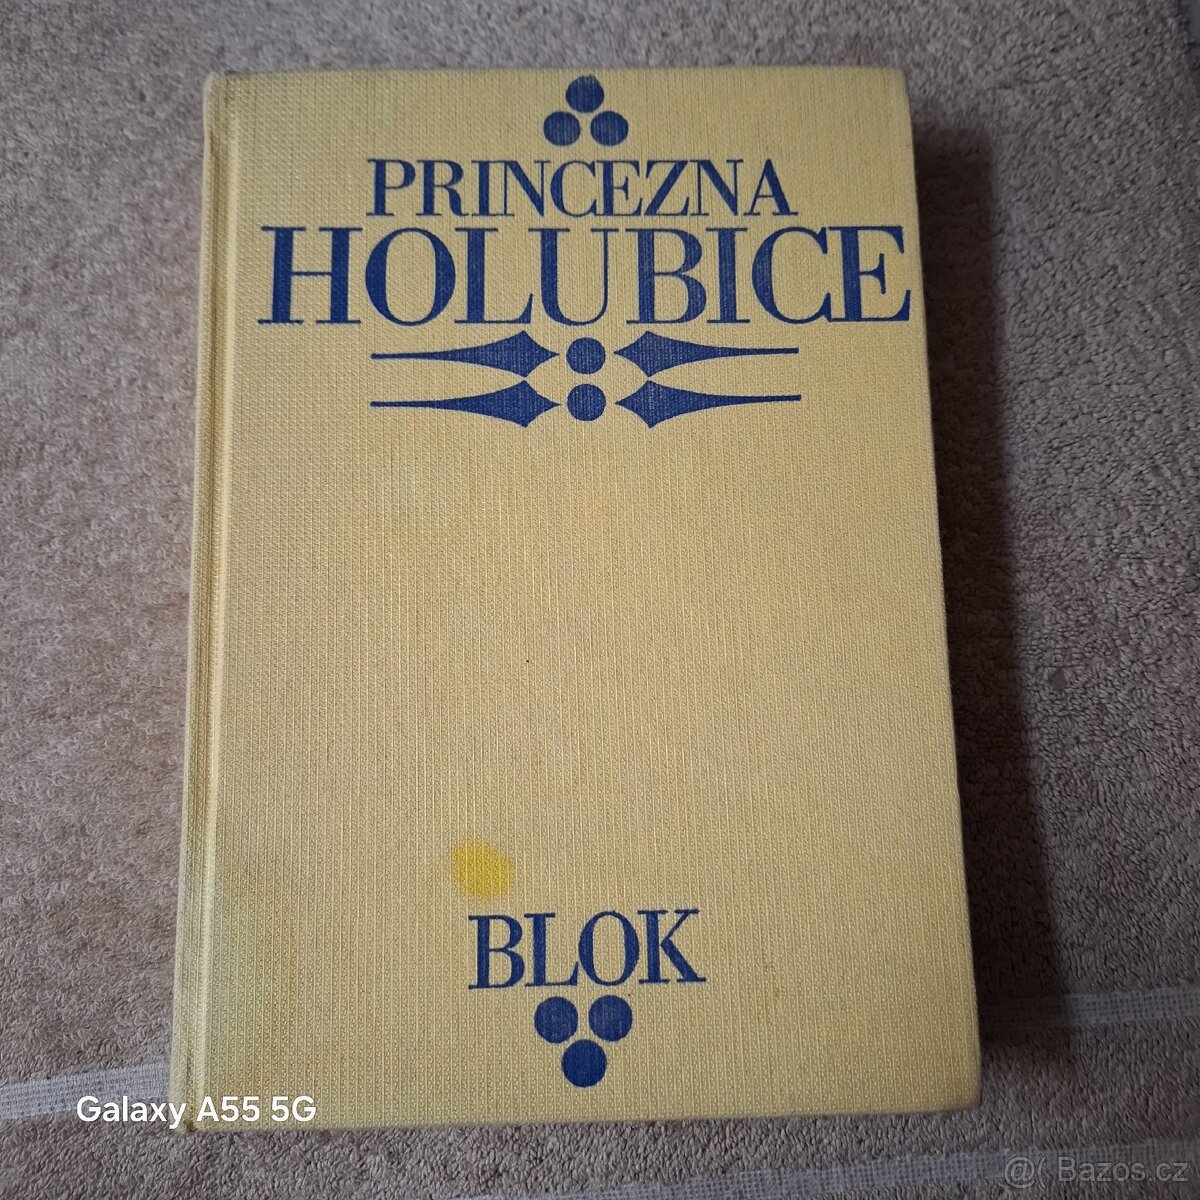 PRINCEZNA
HOLUBICE
BLOK
Galaxy A55 5G
@( Bazos.cz